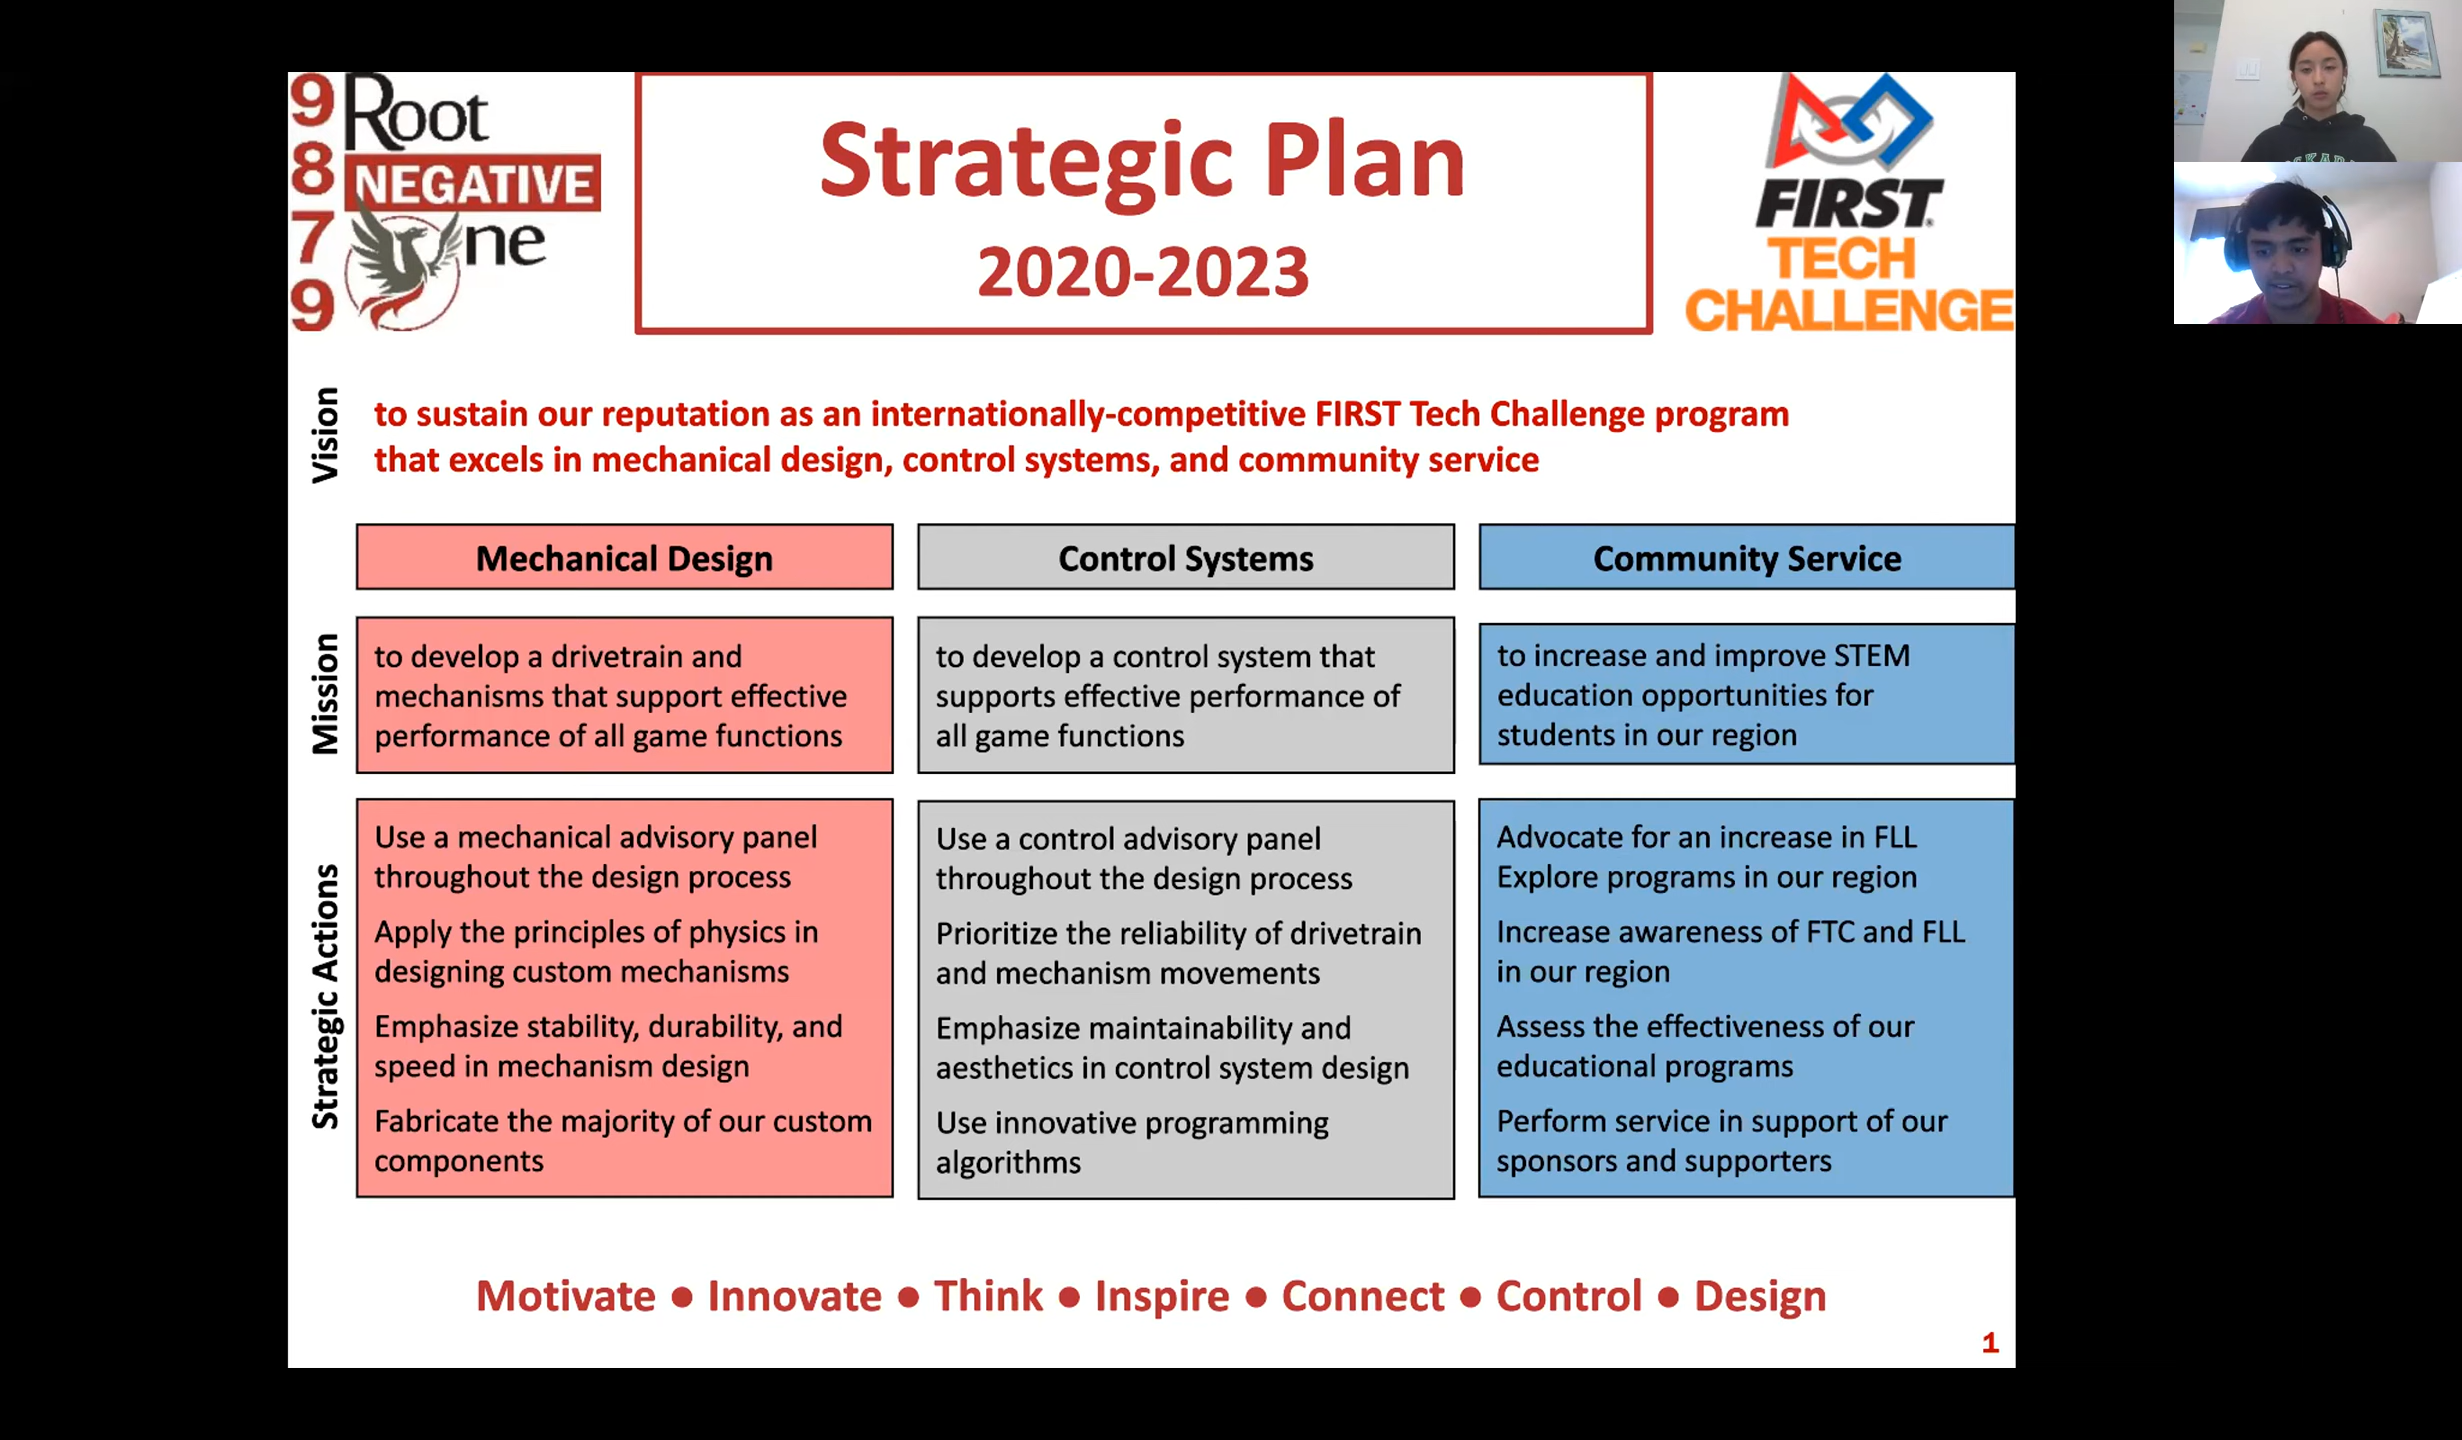 9
8
7
9
Root
NEGATIVE
ne
Strategic Plan
2020-2023
FIRST®
TECH
CHALLENGE
Vision
to sustain our reputation as an internationally-competitive FIRST Tech Challenge program
that excels in mechanical design, control systems, and community service
Mechanical Design
Control Systems
Community Service
Mission
to develop a drivetrain and
mechanisms that support effective
performance of all game functions
to develop a control system that
supports effective performance of
all game functions
to increase and improve STEM
education opportunities for
students in our region
Strategic Actions
Use a mechanical advisory panel
throughout the design process
Apply the principles of physics in
designing custom mechanisms
Emphasize stability, durability, and
speed in mechanism design
Fabricate the majority of our custom
components
Use a control advisory panel
throughout the design process
Prioritize the reliability of drivetrain
and mechanism movements
Emphasize maintainability and
aesthetics in control system design
Use innovative programming
algorithms
Advocate for an increase in FLL
Explore programs in our region
Increase awareness of FTC and FLL
in our region
Assess the effectiveness of our
educational programs
Perform service in support of our
sponsors and supporters
Motivate ● Innovate ● Think ● Inspire ● Connect ● Control ● Design
1